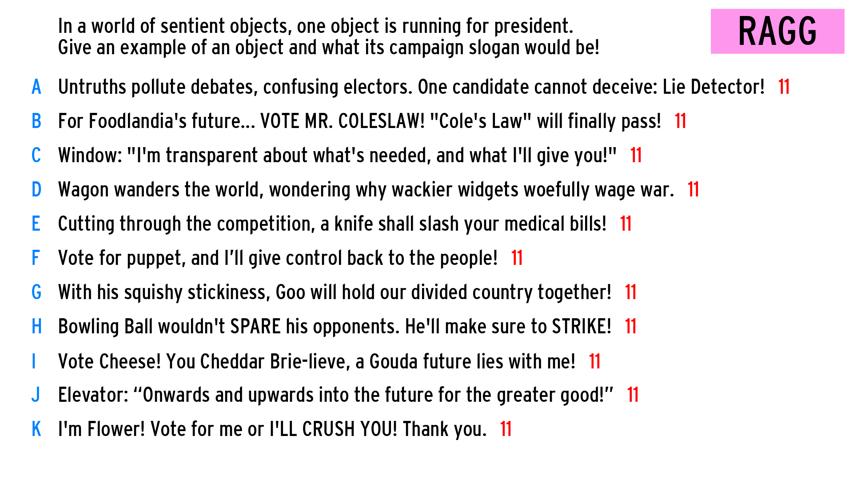 In a world of sentient objects, one object is running for president.
Give an example of an object and what its campaign slogan would be!
RAGG
A Untruths pollute debates, confusing electors. One candidate cannot deceive: Lie Detector! 11
B For Foodlandia's future... VOTE MR. COLESLAW! "Cole's Law" will finally pass! 11
C Window: "I'm transparent about what's needed, and what I'll give you!" 11
D Wagon wanders the world, wondering why wackier widgets woefully wage war. 11
E Cutting through the competition, a knife shall slash your medical bills! 11
F Vote for puppet, and I’ll give control back to the people! 11
G With his squishy stickiness, Goo will hold our divided country together! 11
H Bowling Ball wouldn't SPARE his opponents. He'll make sure to STRIKE! 11
I Vote Cheese! You Cheddar Brie-lieve, a Gouda future lies with me! 11
J Elevator: “Onwards and upwards into the future for the greater good!” 11
K I'm Flower! Vote for me or I'LL CRUSH YOU! Thank you. 11